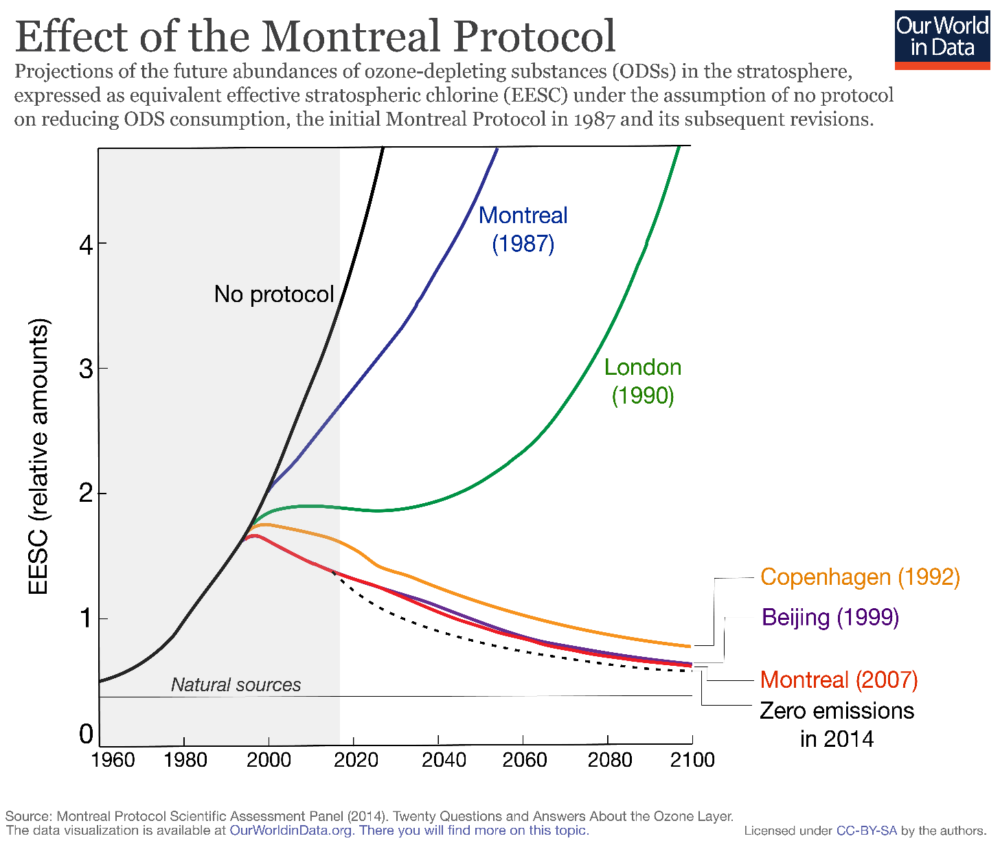 Effect of the Montreal Protocol
Our World
in Data
Projections of the future abundances of ozone-depleting substances (ODSs) in the stratosphere,
expressed as equivalent effective stratospheric chlorine (EESC) under the assumption of no protocol
on reducing ODS consumption, the initial Montreal Protocol in 1987 and its subsequent revisions.
EESC (relative amounts)
4
3
2
1
0
No protocol
Montreal
(1987)
London
(1990)
Copenhagen (1992)
Beijing (1999)
Montreal (2007)
Zero emissions
in 2014
Natural sources
1960 1980 2000 2020 2040 2060 2080 2100
Source: Montreal Protocol Scientific Assessment Panel (2014). Twenty Questions and Answers About the Ozone Layer.
The data visualization is available at OurWorldinData.org. There you will find more on this topic.
Licensed under CC-BY-SA by the authors.